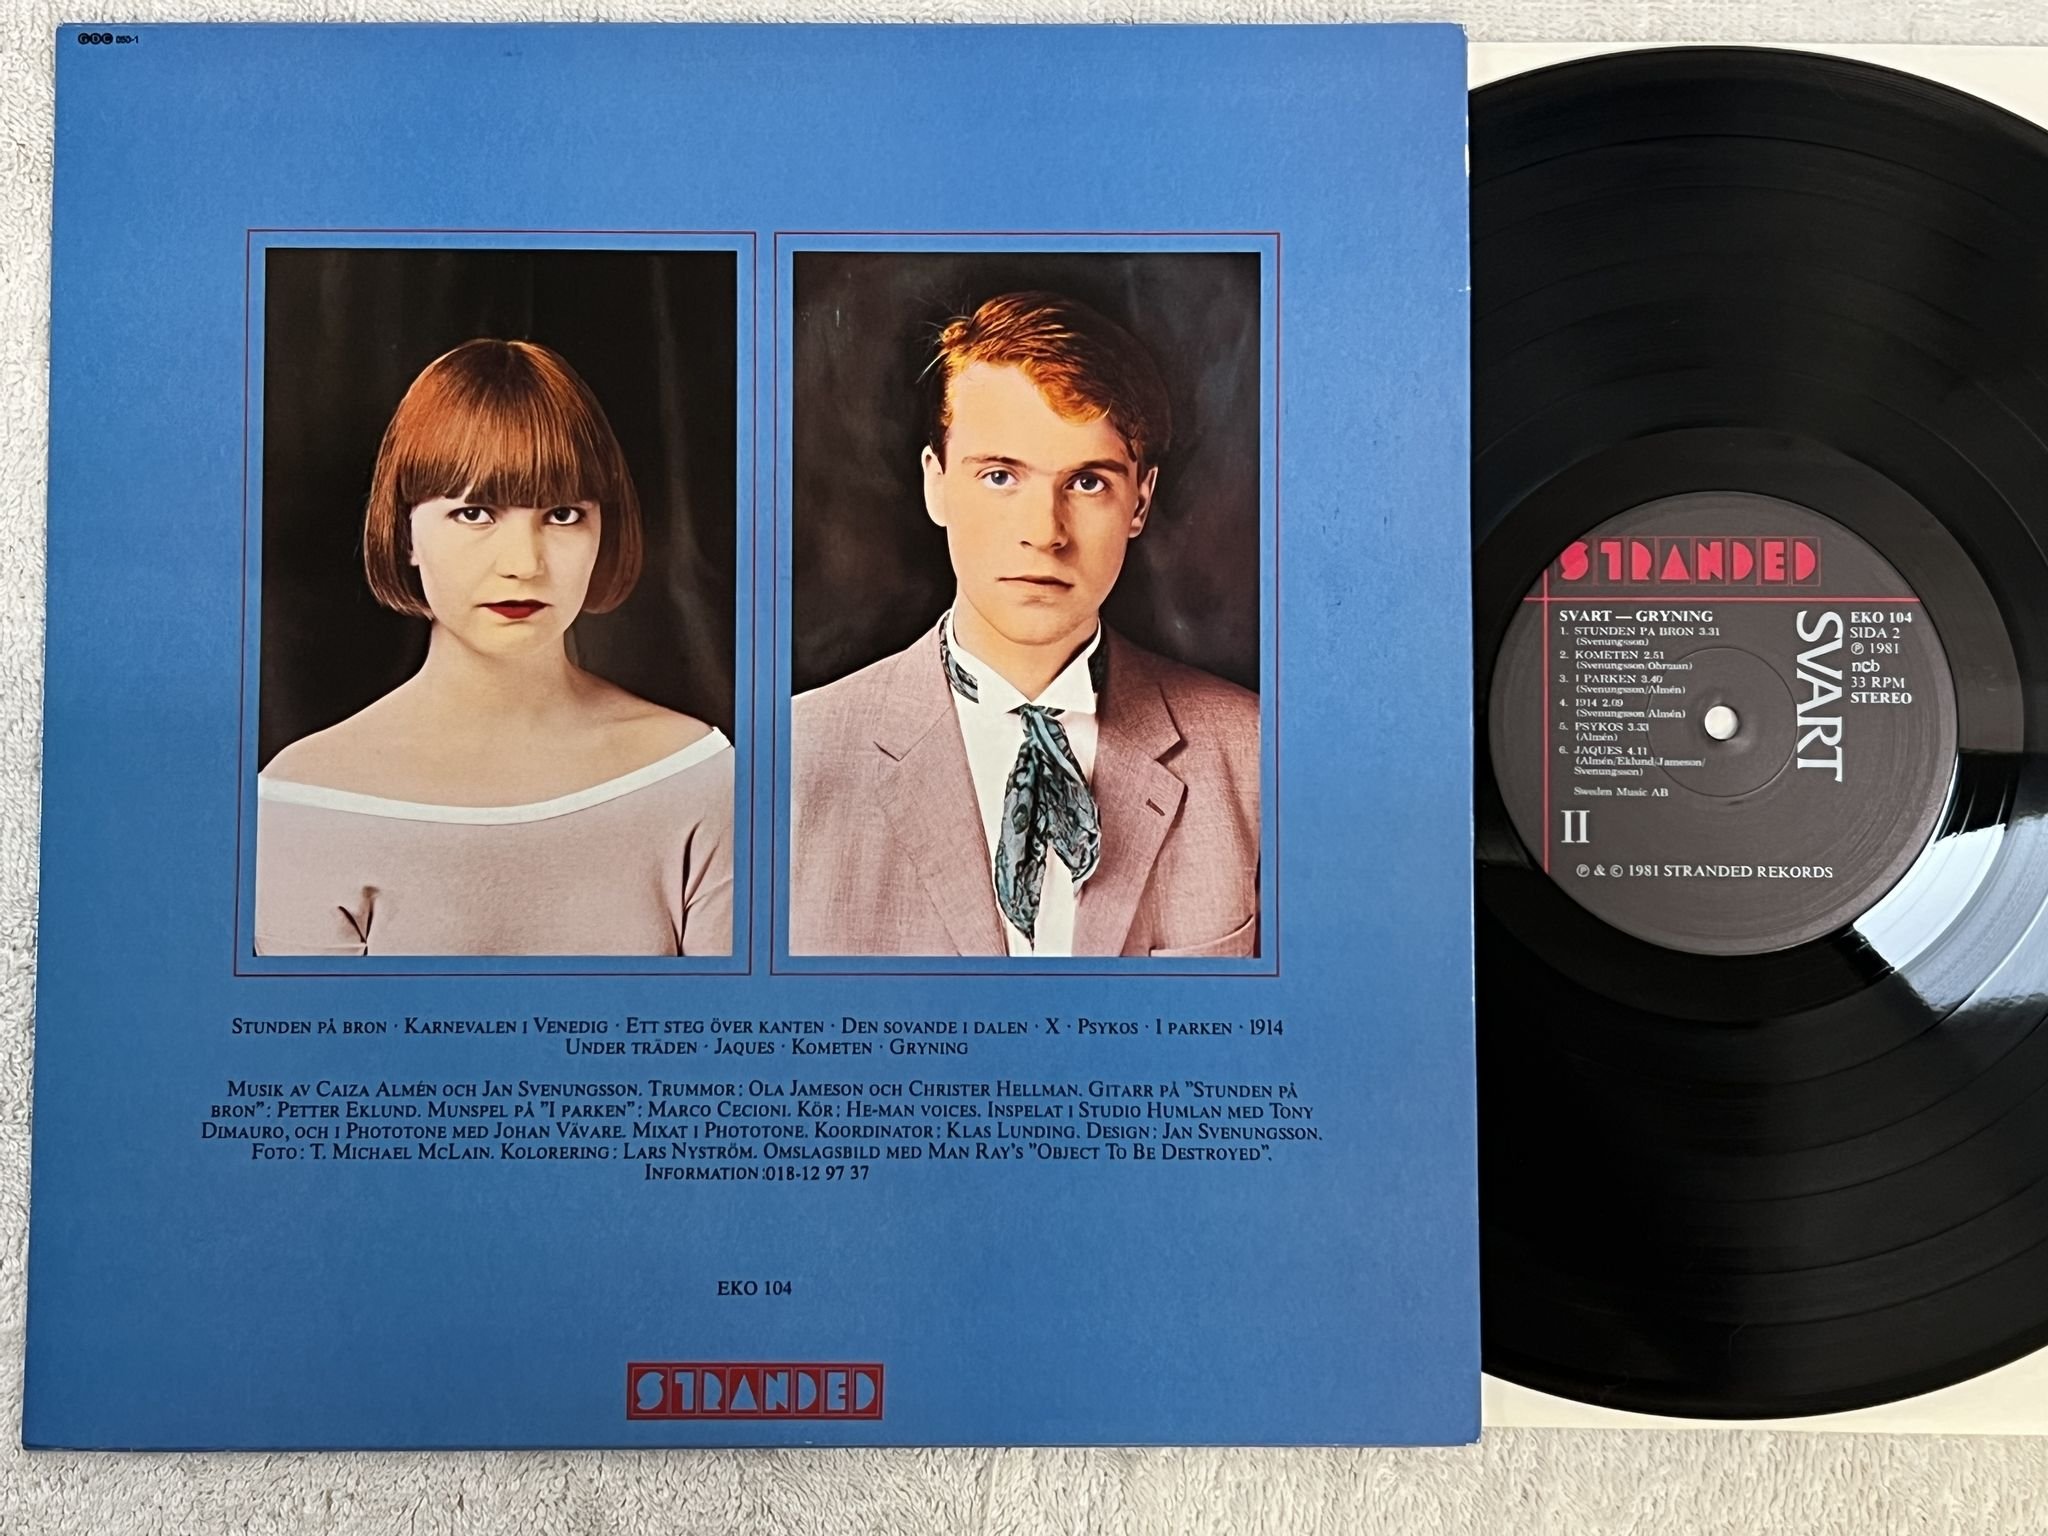 GDC 050-1
STUNDEN PÅ BRON · KARNEVALEN I VENEDIG · ETT STEG ÖVER KANTEN · DEN SOVANDE I DALEN · X · PSYKOS · I PARKEN · 1914
UNDER TRÄDEN · JAQUES · KOMETEN · GRYNING
MUSIK AV CAIZA ALMÉN OCH JAN SVENUNGSSON. TRUMMOR: OLA JAMESON OCH CHRISTER HELLMAN. GITARR PÅ "STUNDEN PÅ
BRON": PETTER EKLUND. MUNSPEL PÅ "I PARKEN": MARCO CECIONI. KÖR: HE-MAN VOICES. INSPELAT I STUDIO HUMLAN MED TONY
DIMAURO, OCH I PHOTOTONE MED JOHAN VÄVARE. MIXAT I PHOTOTONE. KOORDINATOR: KLAS LUNDING. DESIGN: JAN SVENUNGSSON.
FOTO: T. MICHAEL MCLAIN. KOLORERING: LARS NYSTRÖM. OMSLAGSBILD MED MAN RAY'S "OBJECT TO BE DESTROYED".
INFORMATION:018-12 97 37
EKO 104
STRANDED
STRANDED
SVART — GRYNING
1. STUNDEN PA BRON 3.31
(Svenungsson)
2. KOMETEN 2.51
(Svenungsson/Öhrman)
3. I PARKEN 3.40
(Svenungsson/Almén)
4. 1914 2.09
(Svenungsson/Almén)
5. PSYKOS 3.33
(Almén)
6. JAQUES 4.11
(Almén/Eklund/Jameson/
Svenungsson)
Sweden Music AB
II
SVART
EKO 104
SIDA 2
℗ 1981
ncb
33 RPM
STEREO
℗ & © 1981 STRANDED REKORDS